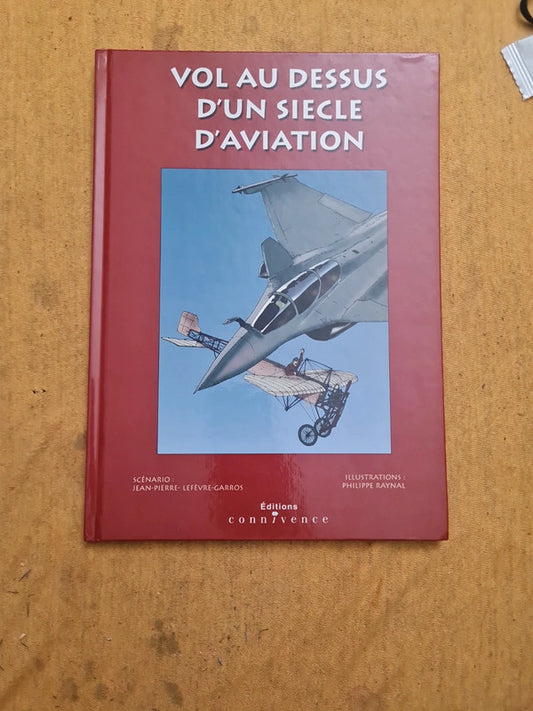 VOL AU DESSUS
D'UN SIECLE
D'AVIATION
SCÉNARIO :
JEAN-PIERRE- LEFÈVRE-GARROS
ILLUSTRATIONS :
PHILIPPE RAYNAL
Éditions
connivence